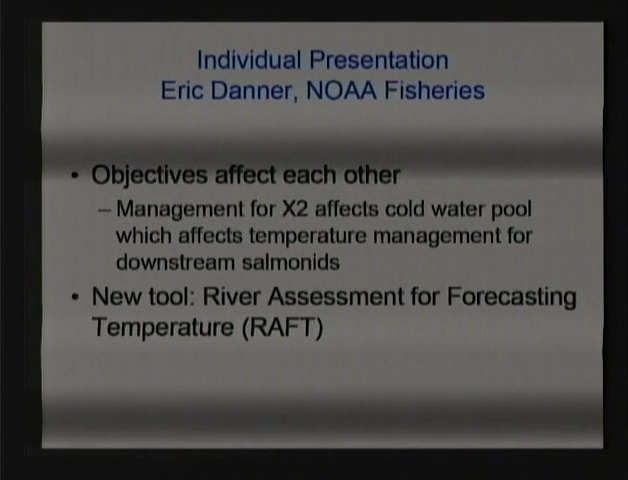 Individual Presentation
Eric Danner, NOAA Fisheries
• Objectives affect each other
– Management for X2 affects cold water pool
which affects temperature management for
downstream salmonids
• New tool: River Assessment for Forecasting
Temperature (RAFT)